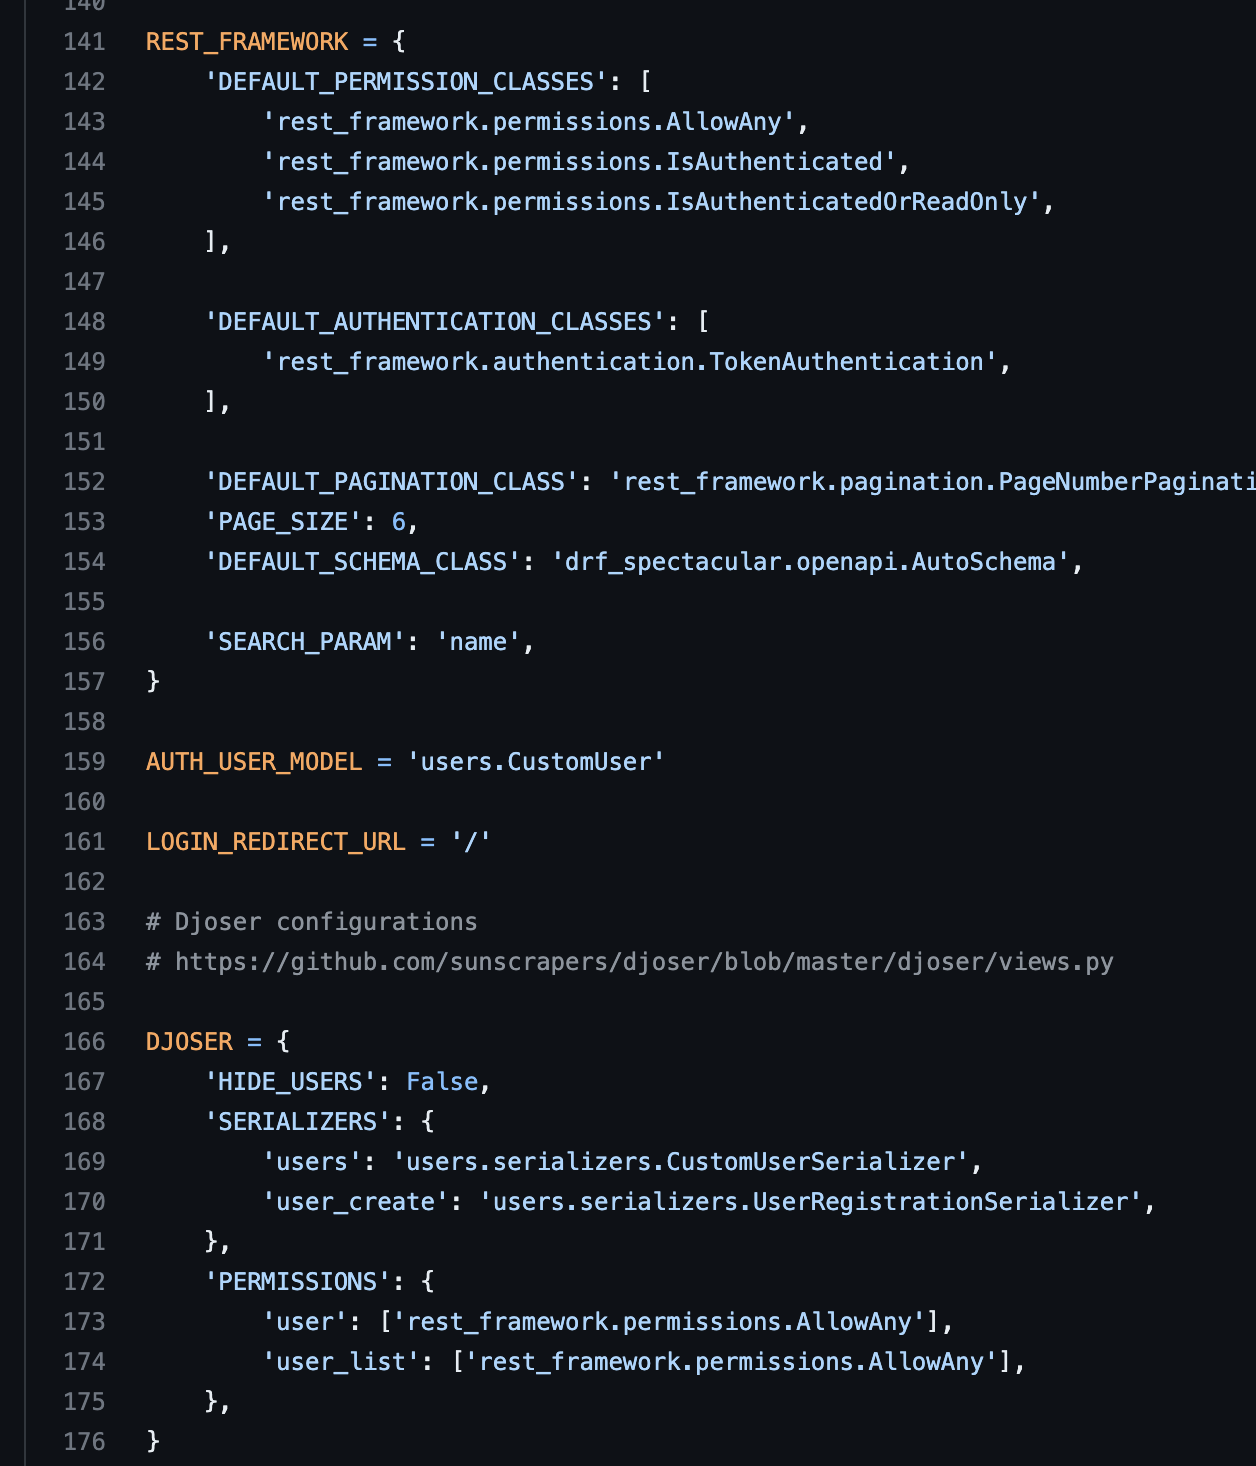 140
141 REST_FRAMEWORK = {
142     'DEFAULT_PERMISSION_CLASSES': [
143         'rest_framework.permissions.AllowAny',
144         'rest_framework.permissions.IsAuthenticated',
145         'rest_framework.permissions.IsAuthenticatedOrReadOnly',
146     ],
147
148     'DEFAULT_AUTHENTICATION_CLASSES': [
149         'rest_framework.authentication.TokenAuthentication',
150     ],
151
152     'DEFAULT_PAGINATION_CLASS': 'rest_framework.pagination.PageNumberPaginati
153     'PAGE_SIZE': 6,
154     'DEFAULT_SCHEMA_CLASS': 'drf_spectacular.openapi.AutoSchema',
155
156     'SEARCH_PARAM': 'name',
157 }
158
159 AUTH_USER_MODEL = 'users.CustomUser'
160
161 LOGIN_REDIRECT_URL = '/'
162
163 # Djoser configurations
164 # https://github.com/sunscrapers/djoser/blob/master/djoser/views.py
165
166 DJOSER = {
167     'HIDE_USERS': False,
168     'SERIALIZERS': {
169         'users': 'users.serializers.CustomUserSerializer',
170         'user_create': 'users.serializers.UserRegistrationSerializer',
171     },
172     'PERMISSIONS': {
173         'user': ['rest_framework.permissions.AllowAny'],
174         'user_list': ['rest_framework.permissions.AllowAny'],
175     },
176 }